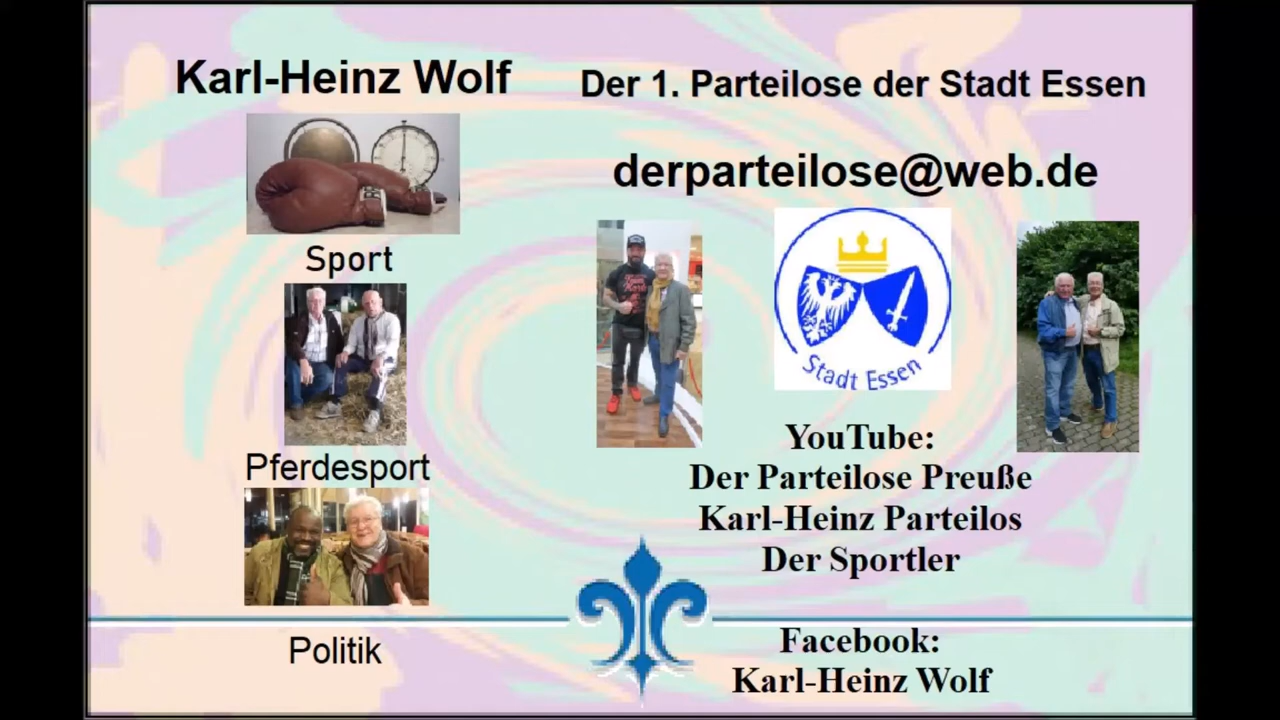 Karl-Heinz Wolf
Der 1. Parteilose der Stadt Essen
derparteilose@web.de
Sport
Pferdesport
Politik
Stadt Essen
YouTube:
Der Parteilose Preuße
Karl-Heinz Parteilos
Der Sportler
Facebook:
Karl-Heinz Wolf